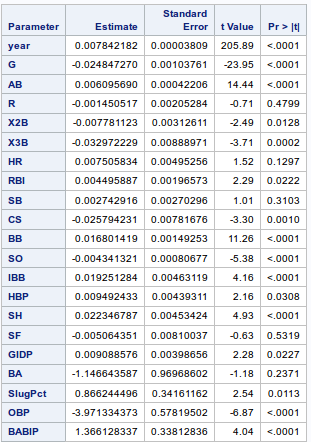 Parameter Estimate Standard Error t Value Pr > |t|
year 0.007842182 0.00003809 205.89 <.0001
G -0.024847270 0.00103761 -23.95 <.0001
AB 0.006095690 0.00042206 14.44 <.0001
R -0.001450517 0.00205284 -0.71 0.4799
X2B -0.007781123 0.00312611 -2.49 0.0128
X3B -0.032972229 0.00888971 -3.71 0.0002
HR 0.007505834 0.00495256 1.52 0.1297
RBI 0.004495887 0.00196573 2.29 0.0222
SB 0.002742916 0.00270296 1.01 0.3103
CS -0.025794231 0.00781676 -3.30 0.0010
BB 0.016801419 0.00149253 11.26 <.0001
SO -0.004341321 0.00080677 -5.38 <.0001
IBB 0.019251284 0.00463119 4.16 <.0001
HBP 0.009492433 0.00439311 2.16 0.0308
SH 0.022346787 0.00453424 4.93 <.0001
SF -0.005064351 0.00810037 -0.63 0.5319
GIDP 0.009088576 0.00398656 2.28 0.0227
BA -1.146643587 0.96968602 -1.18 0.2371
SlugPct 0.866244496 0.34161162 2.54 0.0113
OBP -3.971334373 0.57819502 -6.87 <.0001
BABIP 1.366128337 0.33812836 4.04 <.0001